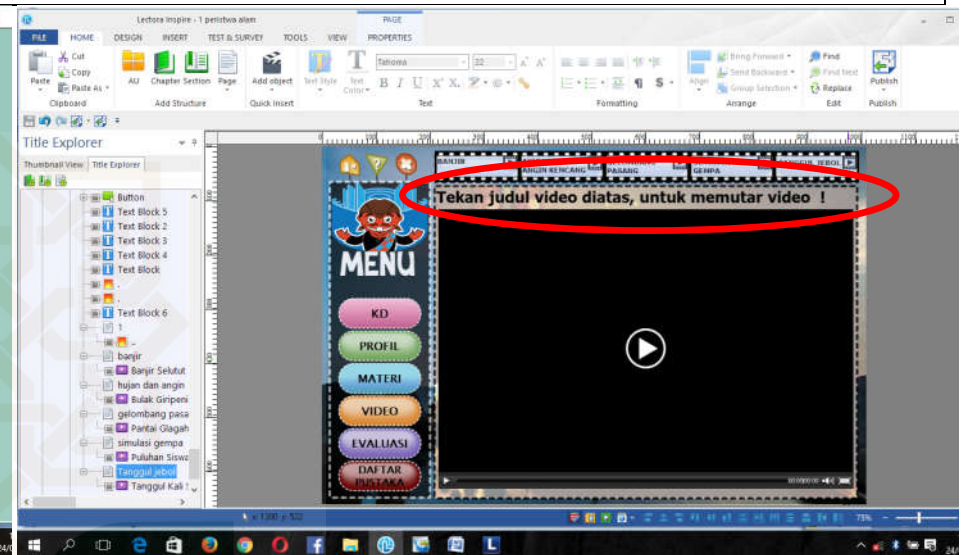 Lectora Inspire - 1 peristwa alam
PAGE
FILE HOME DESIGN INSERT TEST & SURVEY TOOLS VIEW PROPERTIES
Cut
Copy
Paste Paste As
AU Chapter Section Page Add object Text Style Text Color
Tahoma 22
B I U
Align
Bring Forward
Send Backward
Group Selection
Find
Find Next
Replace
Publish
Clipboard Add Structure Quick Insert Text Formatting Arrange Edit Publish
Title Explorer
Thumbnail View Title Explorer
Button
Text Block 5
Text Block 2
Text Block 3
Text Block 4
Text Block
Text Block 6
1
banjir
Banjir Selutut
hujan dan angin
Bulak Giripeni
gelombang pasa
Pantai Glagah
simulasi gempa
Puluhan Siswa
Tanggul jebol
Tanggul Kali
BANJIR
ANGIN KENCANG
PASANG
GEMPA
JEBOL
Tekan judul video diatas, untuk memutar video !
MENU
KD
PROFIL
MATERI
VIDEO
EVALUASI
DAFTAR
PUSTAKA
75%